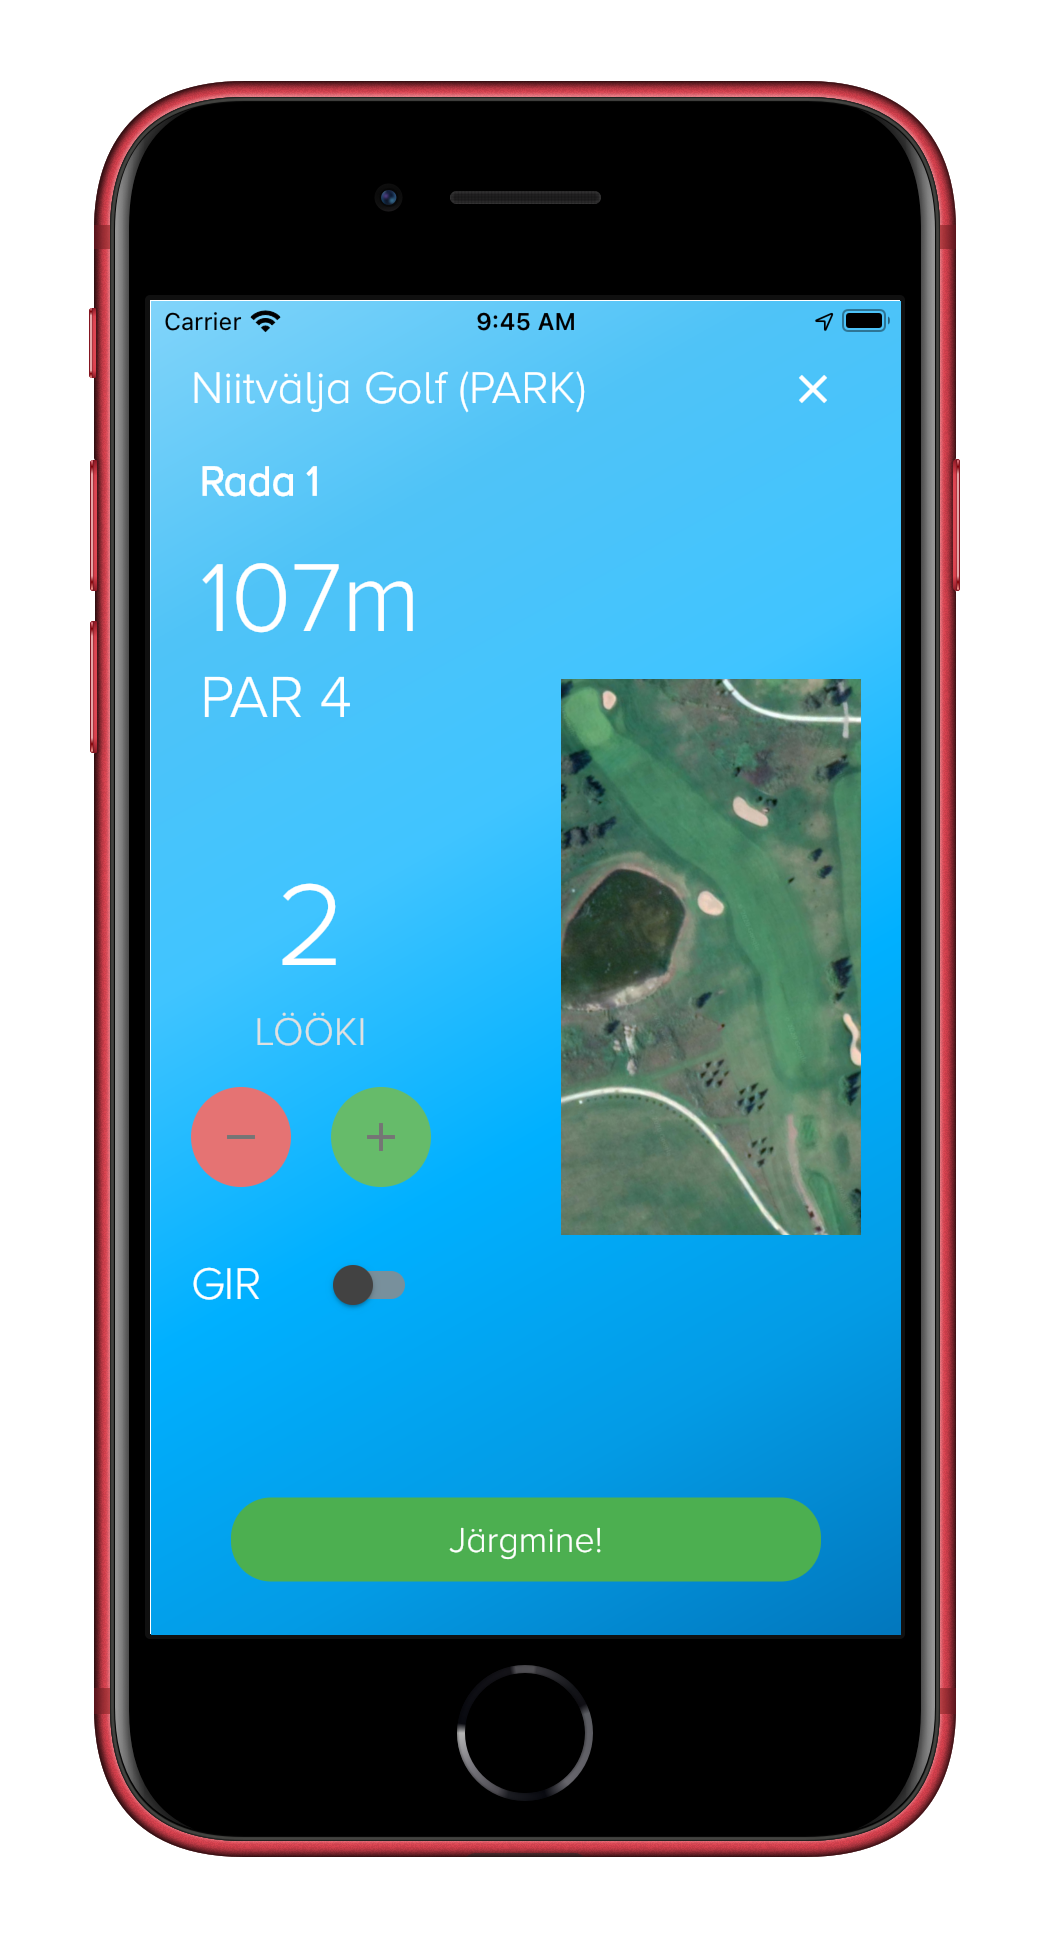 Carrier 9:45 AM
Niitvälja Golf (PARK)
Rada 1
107m
PAR 4
2
LÖÖKI
− +
GIR
Järgmine!